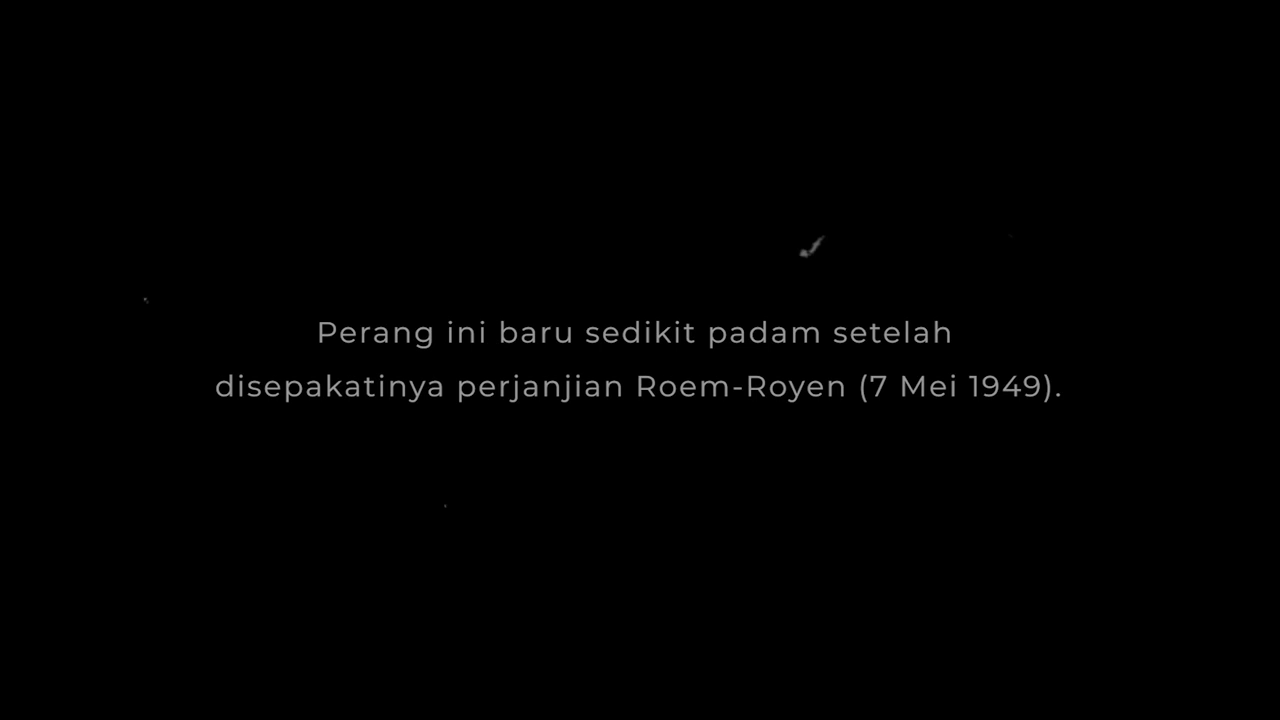 Perang ini baru sedikit padam setelah
disepakatinya perjanjian Roem-Royen (7 Mei 1949).